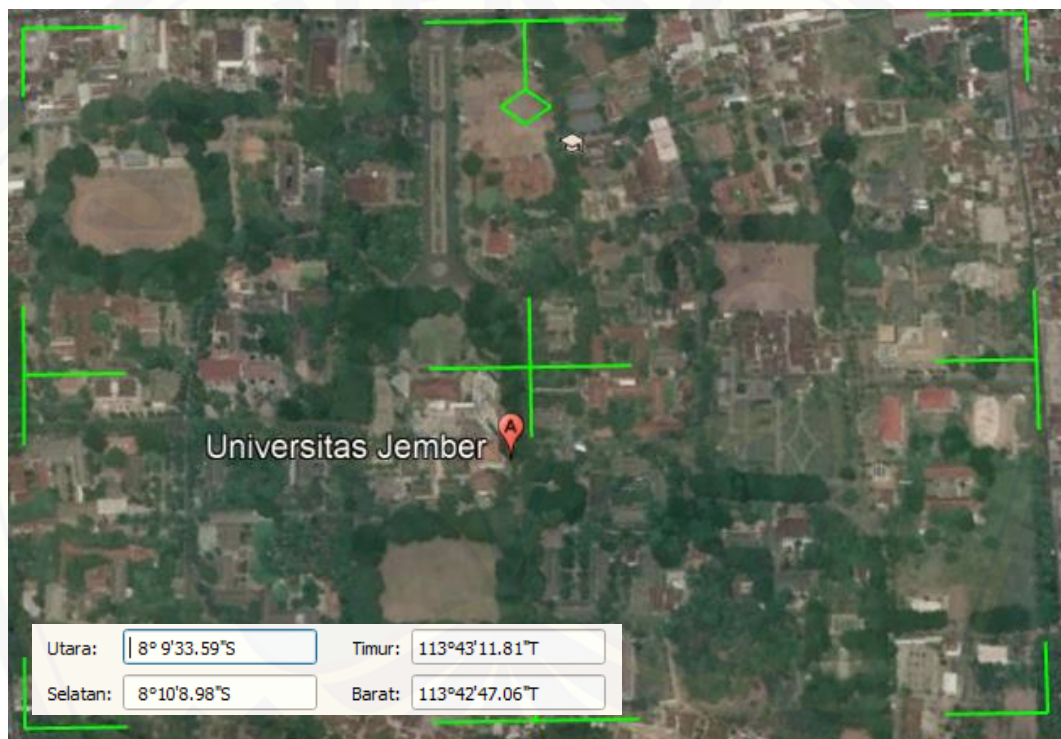 A
Universitas Jember
Utara: 8° 9'33.59"S Timur: 113°43'11.81"T
Selatan: 8°10'8.98"S Barat: 113°42'47.06"T